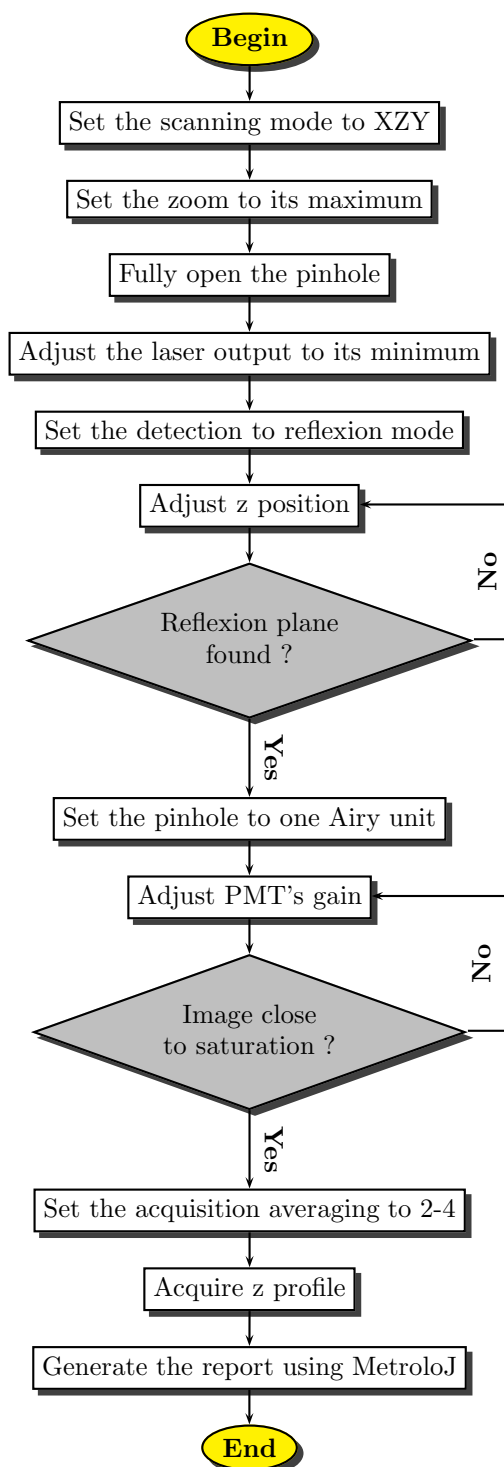 Begin
Set the scanning mode to XZY
Set the zoom to its maximum
Fully open the pinhole
Adjust the laser output to its minimum
Set the detection to reflexion mode
Adjust z position
No
Reflexion plane
found ?
Yes
Set the pinhole to one Airy unit
Adjust PMT's gain
No
Image close
to saturation ?
Yes
Set the acquisition averaging to 2-4
Acquire z profile
Generate the report using MetroloJ
End